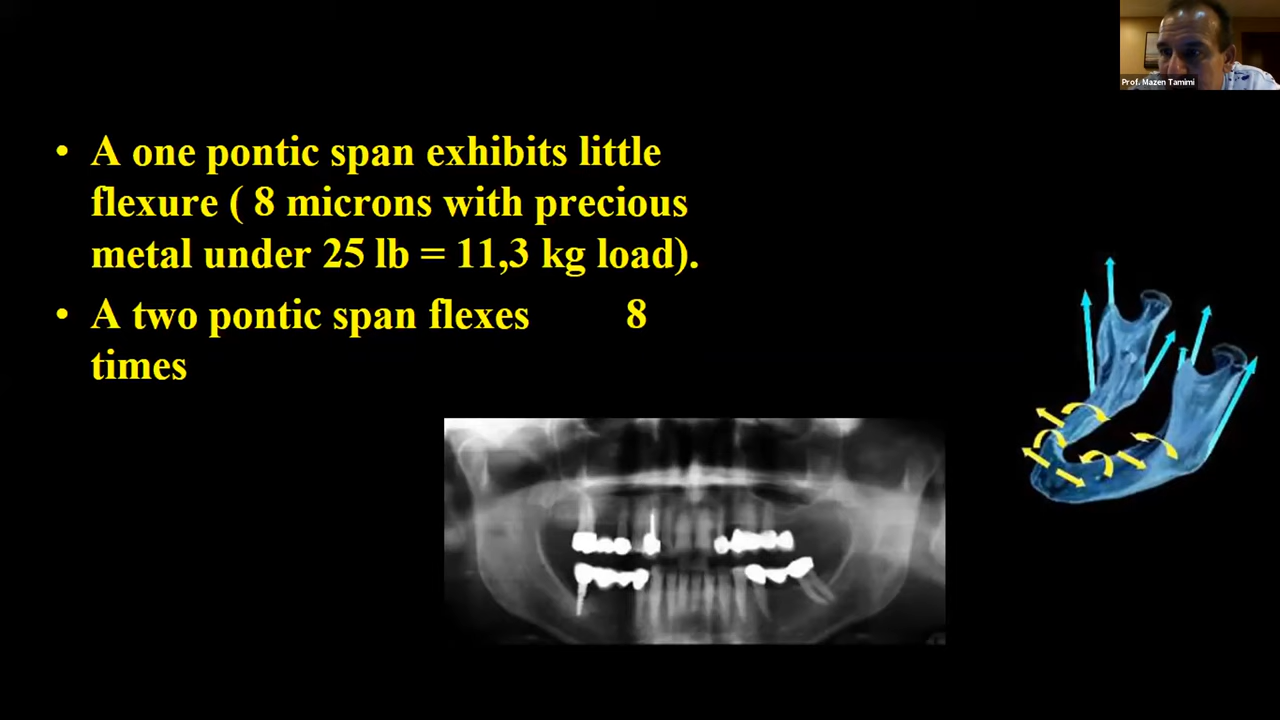 Prof. Mazen Tamimi
• A one pontic span exhibits little
flexure ( 8 microns with precious
metal under 25 lb = 11,3 kg load).
• A two pontic span flexes 8
times